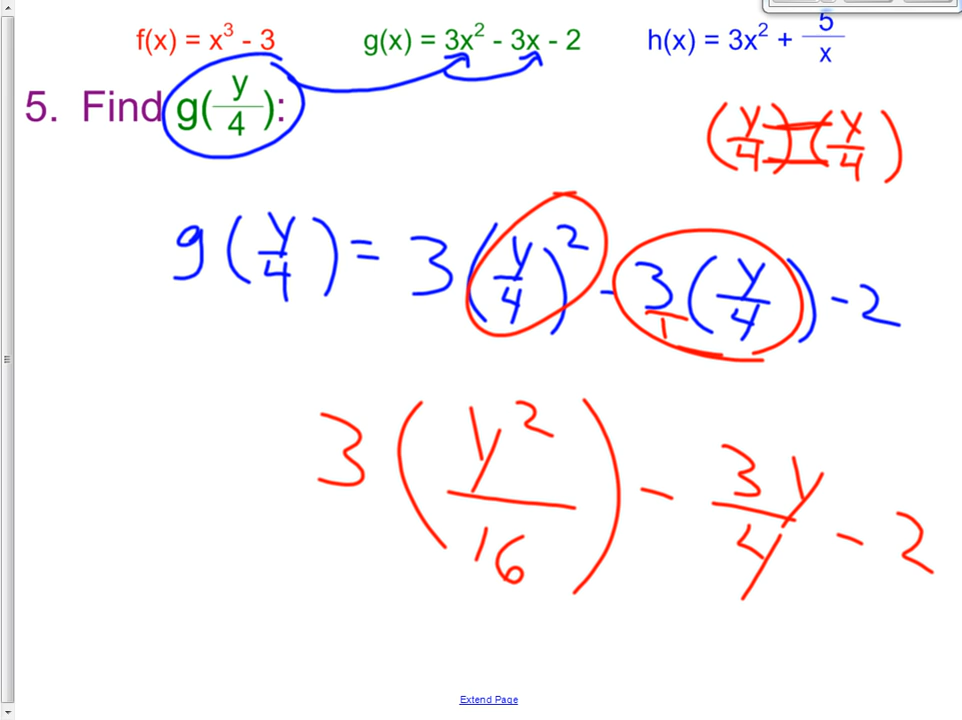 f(x) = x³ - 3 g(x) = 3x² - 3x - 2 h(x) = 3x² + 5/x
5. Find g(y/4):
(y/4)(y/4)
g(y/4) = 3(y/4)² - 3/1(y/4) - 2
3(y²/16) - 3y/4 - 2
Extend Page